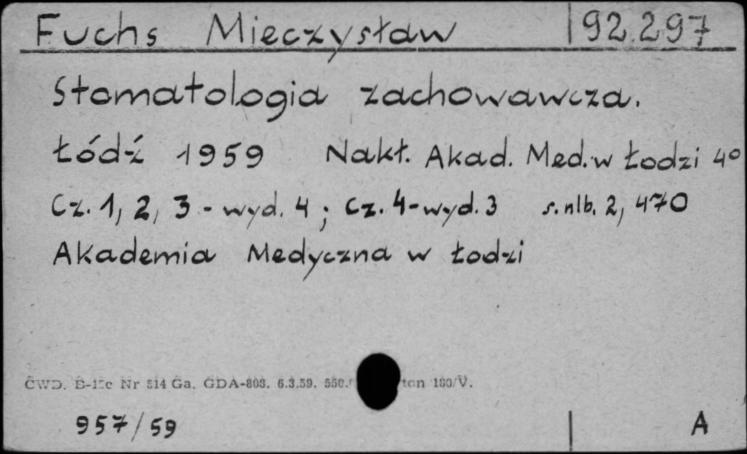 Fuchs Mieczysław 92.297
Stomatologia zachowawcza.
Łódź 1959 Nakł. Akad. Med. w Łodzi 4°
Cz. 1, 2, 3 - wyd. 4 ; Cz. 4 - wyd. 3 s. nlb. 2, 470
Akademia Medyczna w Łodzi
CWD. Nr 514 Ga. GDA-808. 6.3.59. 180/V.
957/59 A